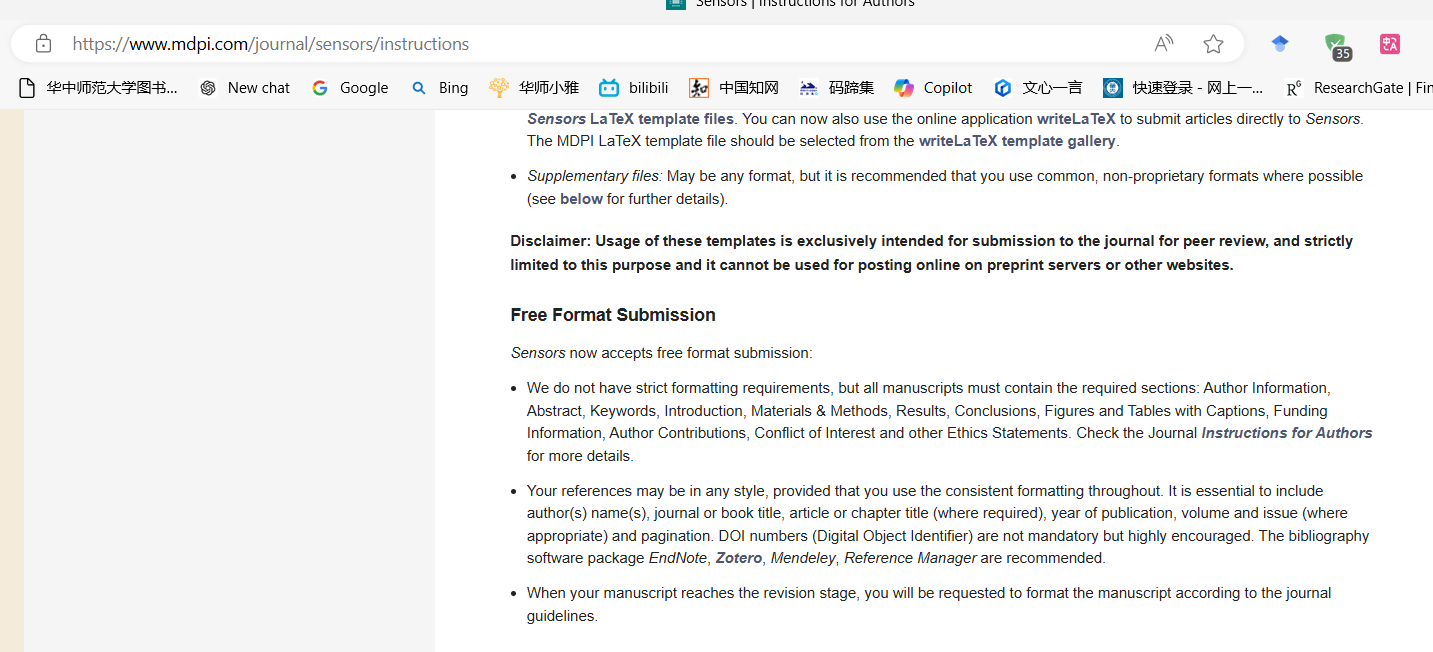 Sensors | Instructions for Authors
https://www.mdpi.com/journal/sensors/instructions
35
华中师范大学图书... New chat Google Bing 华师小雅 bilibili 中国知网 码蹄集 Copilot 文心一言 快速登录 - 网上一... ResearchGate | Fin
Sensors LaTeX template files. You can now also use the online application writeLaTeX to submit articles directly to Sensors.
The MDPI LaTeX template file should be selected from the writeLaTeX template gallery.
• Supplementary files: May be any format, but it is recommended that you use common, non-proprietary formats where possible
(see below for further details).
Disclaimer: Usage of these templates is exclusively intended for submission to the journal for peer review, and strictly
limited to this purpose and it cannot be used for posting online on preprint servers or other websites.
Free Format Submission
Sensors now accepts free format submission:
• We do not have strict formatting requirements, but all manuscripts must contain the required sections: Author Information,
Abstract, Keywords, Introduction, Materials & Methods, Results, Conclusions, Figures and Tables with Captions, Funding
Information, Author Contributions, Conflict of Interest and other Ethics Statements. Check the Journal Instructions for Authors
for more details.
• Your references may be in any style, provided that you use the consistent formatting throughout. It is essential to include
author(s) name(s), journal or book title, article or chapter title (where required), year of publication, volume and issue (where
appropriate) and pagination. DOI numbers (Digital Object Identifier) are not mandatory but highly encouraged. The bibliography
software package EndNote, Zotero, Mendeley, Reference Manager are recommended.
• When your manuscript reaches the revision stage, you will be requested to format the manuscript according to the journal
guidelines.